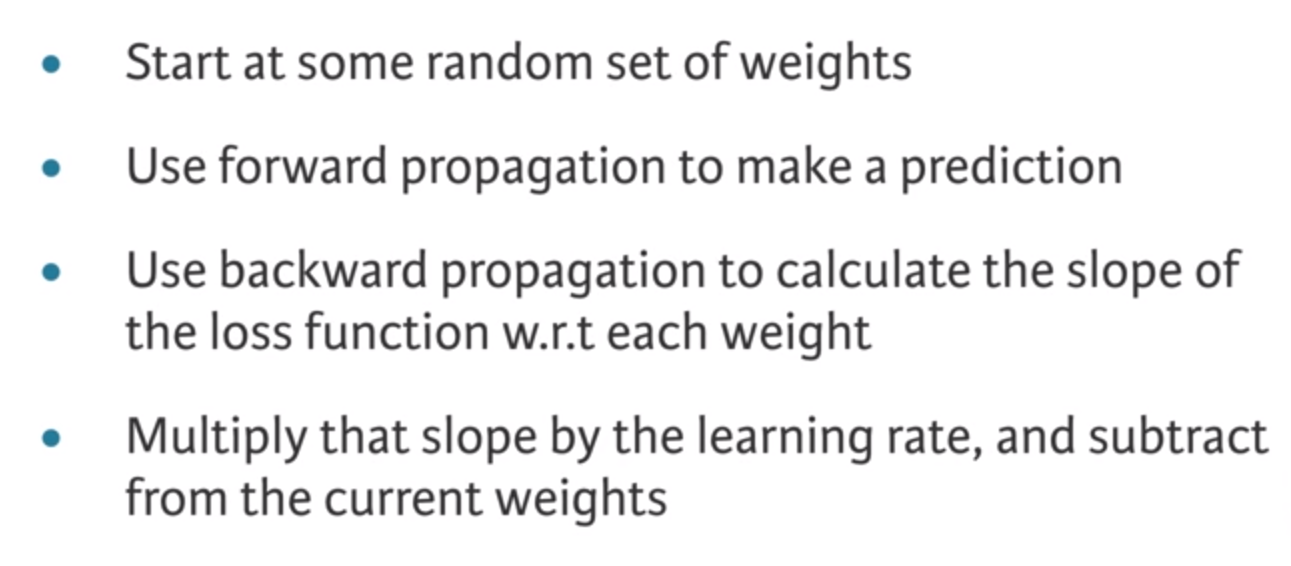 • Start at some random set of weights
• Use forward propagation to make a prediction
• Use backward propagation to calculate the slope of
the loss function w.r.t each weight
• Multiply that slope by the learning rate, and subtract
from the current weights